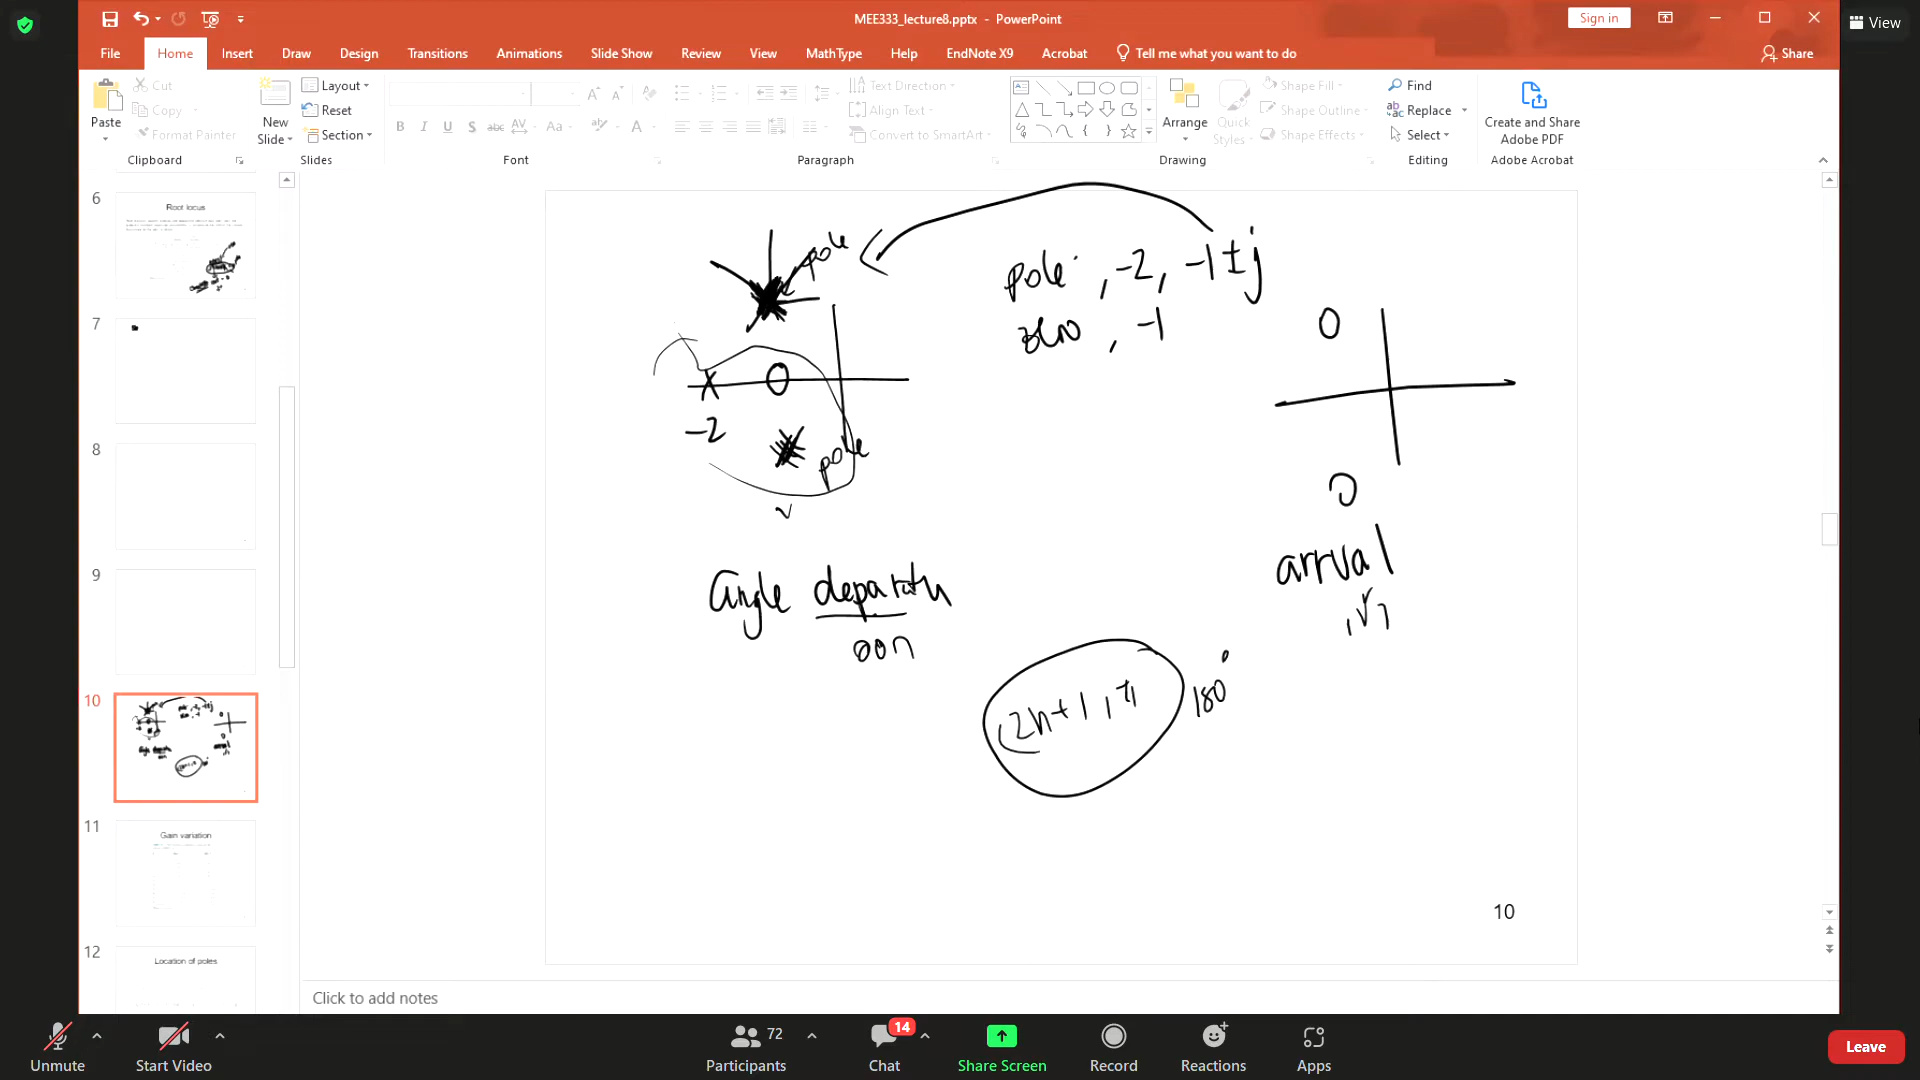 MEE333_lecture8.pptx - PowerPoint
Sign in
View
File Home Insert Draw Design Transitions Animations Slide Show Review View MathType Help EndNote X9 Acrobat Tell me what you want to do
Share
Paste
Cut
Copy
Format Painter
Clipboard
New Slide
Layout
Reset
Section
Slides
Font
Text Direction
Align Text
Convert to SmartArt
Paragraph
Arrange
Quick Styles
Shape Fill
Shape Outline
Shape Effects
Drawing
Find
Replace
Select
Editing
Create and Share Adobe PDF
Adobe Acrobat
6
Root locus
7
8
9
10
11
Gain variation
12
Location of poles
pole
pole , -2, -1±j
zero , -1
-2
pole
angle departu
arrival
(2n+1, π 180°
10
Click to add notes
Unmute
Start Video
72
Participants
14
Chat
Share Screen
Record
Reactions
Apps
Leave